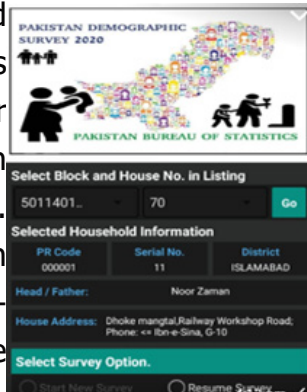 PAKISTAN DEMOGRAPHIC
SURVEY 2020
PAKISTAN BUREAU OF STATISTICS
Select Block and House No. in Listing
5011401.. 70 Go
Selected Household Information
PR Code Serial No. District
000001 11 ISLAMABAD
Head / Father: Noor Zaman
House Address: Dhoke mangtal,Railway Workshop Road;
Phone: <= Ibn-e-Sina, G-10
Select Survey Option.
Start New Survey Resume Survey